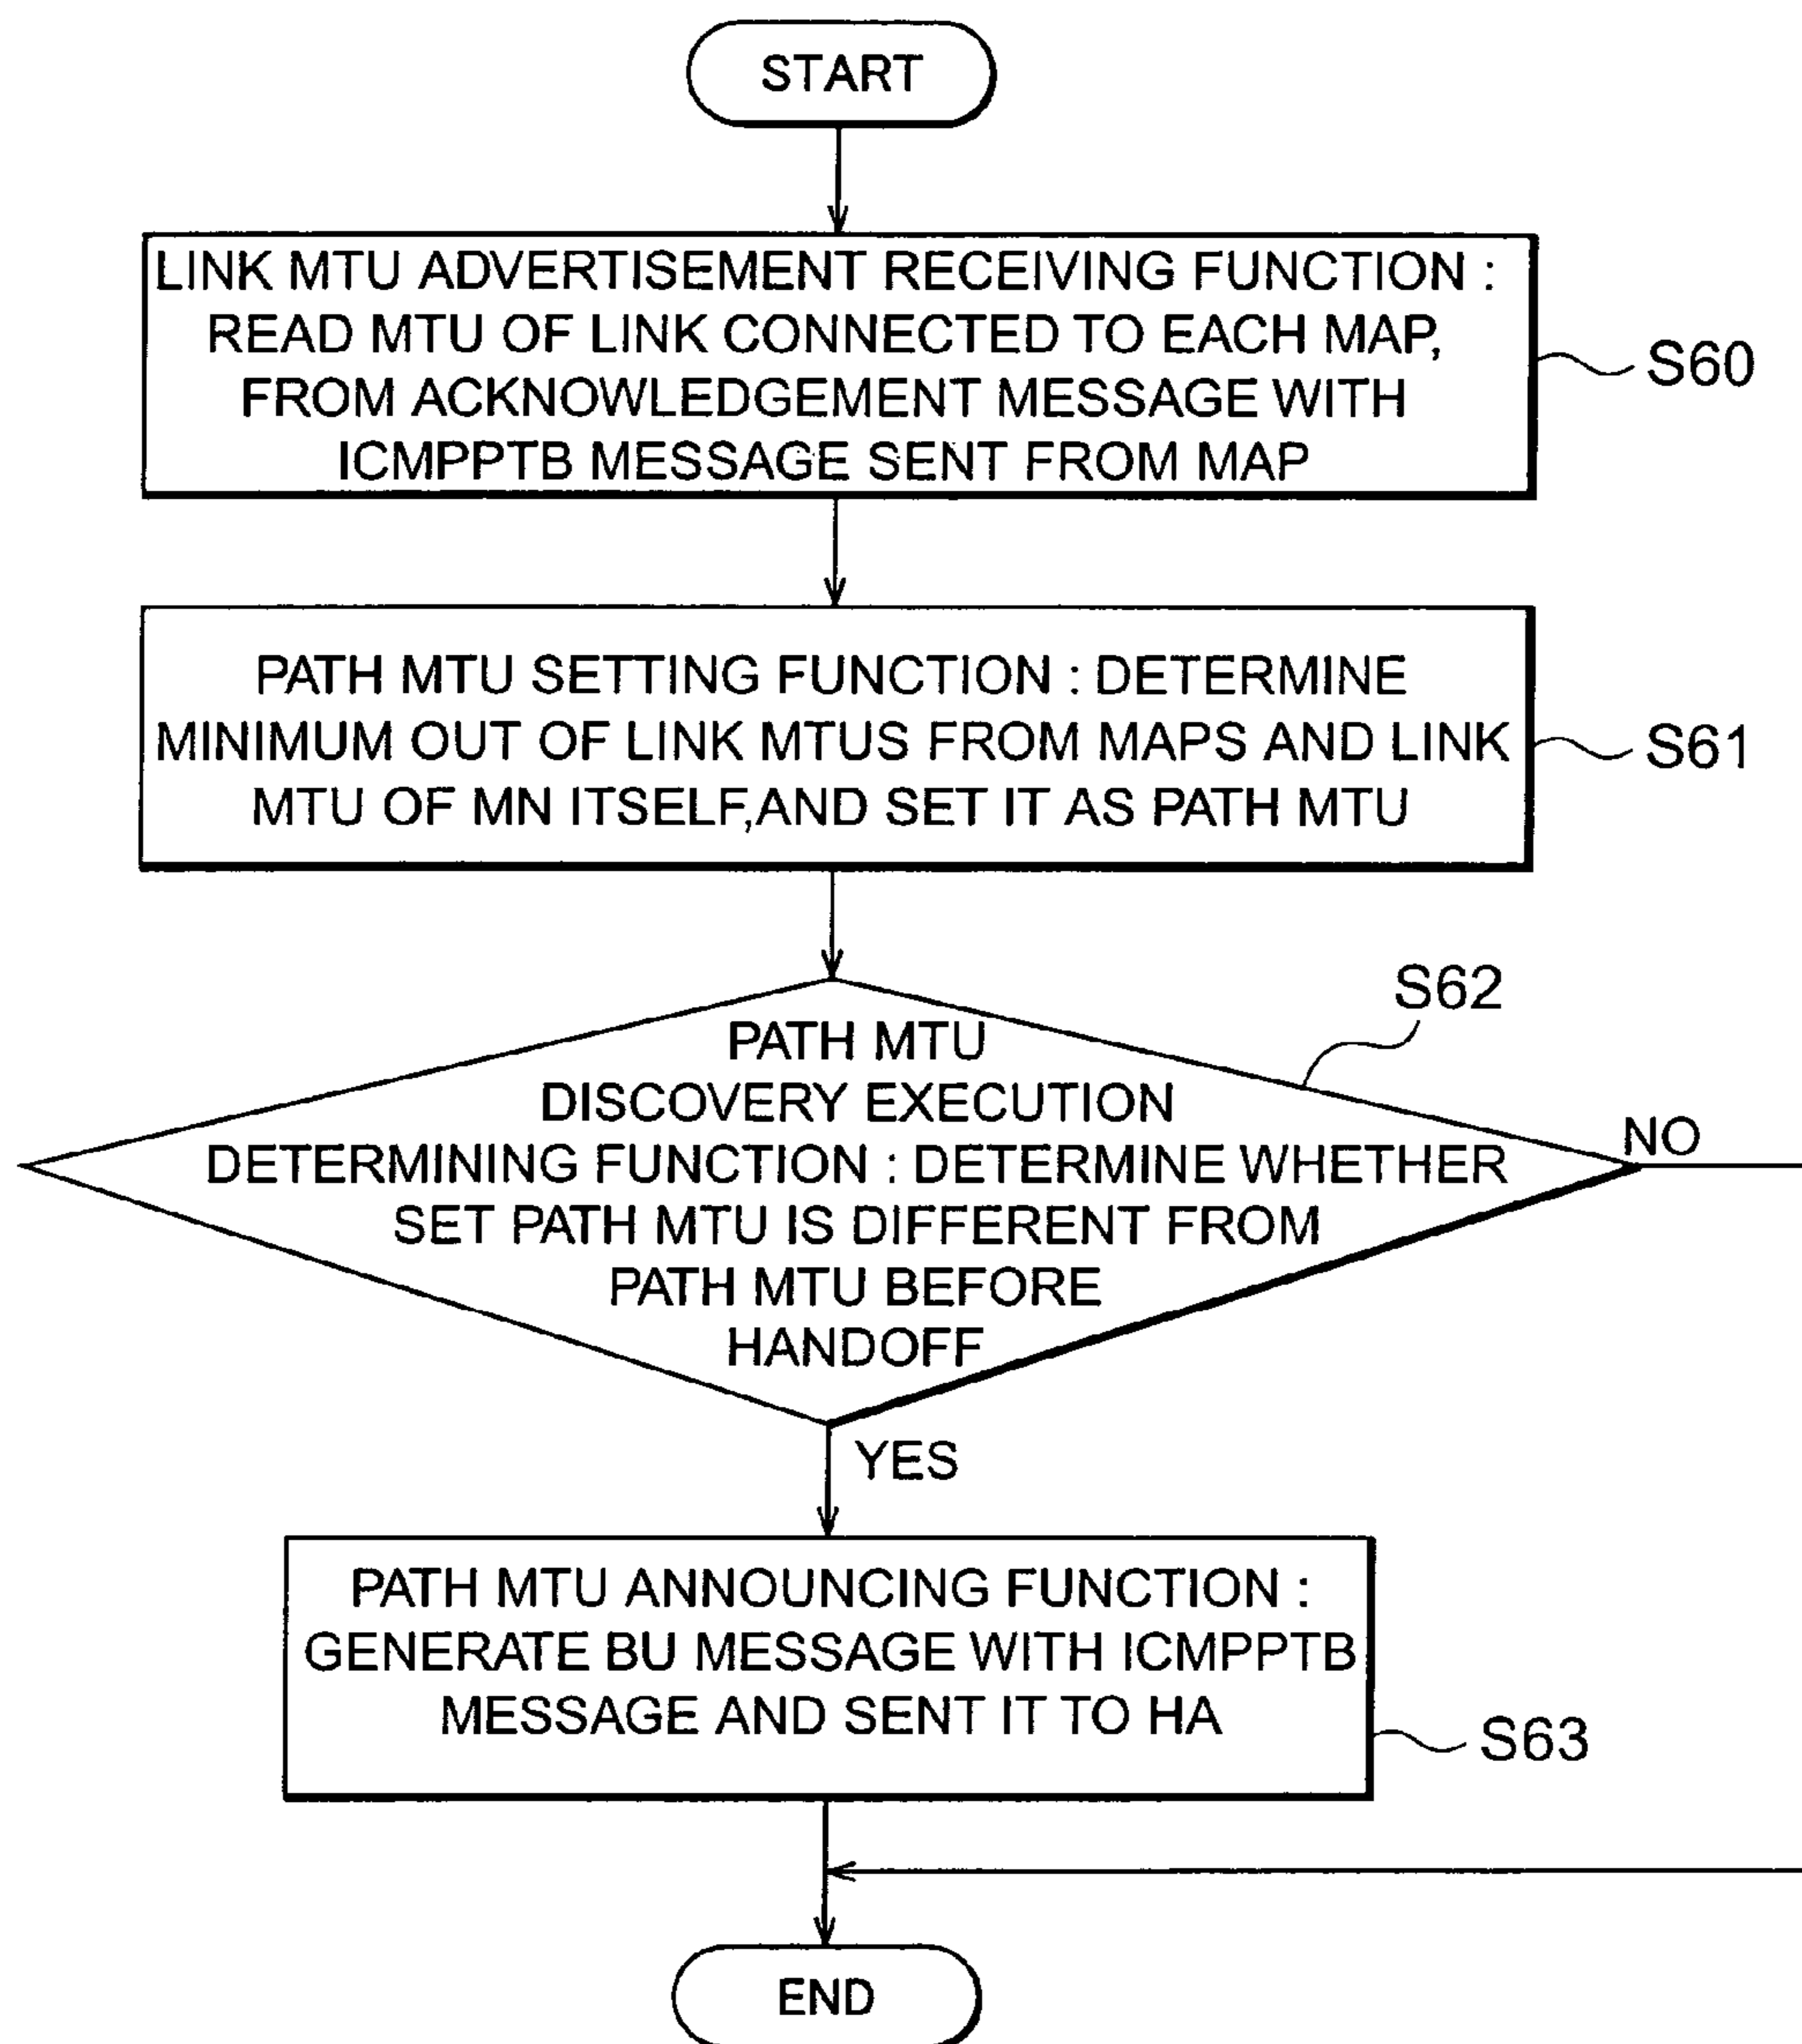 START
LINK MTU ADVERTISEMENT RECEIVING FUNCTION :
READ MTU OF LINK CONNECTED TO EACH MAP,
FROM ACKNOWLEDGEMENT MESSAGE WITH
ICMPPTB MESSAGE SENT FROM MAP
S60
PATH MTU SETTING FUNCTION : DETERMINE
MINIMUM OUT OF LINK MTUS FROM MAPS AND LINK
MTU OF MN ITSELF,AND SET IT AS PATH MTU
S61
S62
PATH MTU
DISCOVERY EXECUTION
DETERMINING FUNCTION : DETERMINE WHETHER
SET PATH MTU IS DIFFERENT FROM
PATH MTU BEFORE
HANDOFF
NO
YES
PATH MTU ANNOUNCING FUNCTION :
GENERATE BU MESSAGE WITH ICMPPTB
MESSAGE AND SENT IT TO HA
S63
END